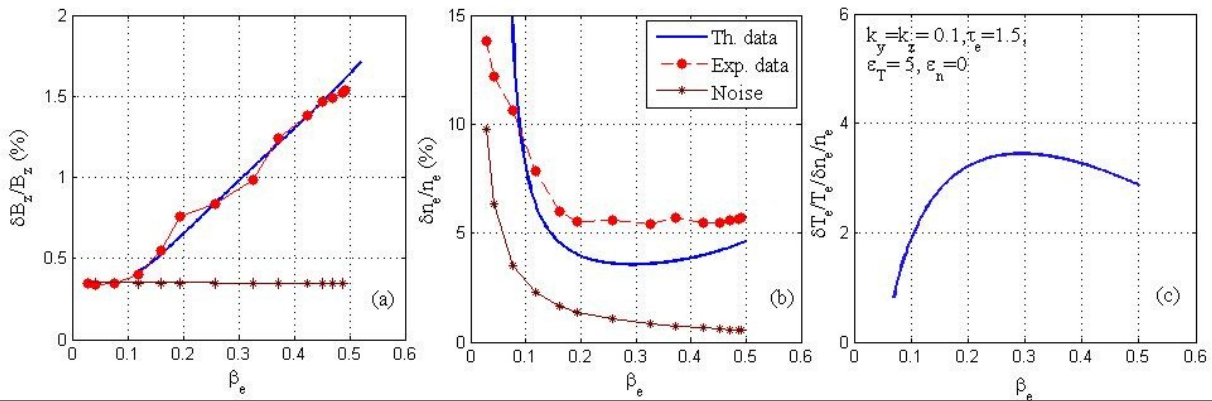 2
1.5
1
0.5
0
δB_z/B_z (%)
(a)
0 0.1 0.2 0.3 0.4 0.5 0.6
β_e
15
10
5
0
δn_e/n_e (%)
Th. data
Exp. data
Noise
(b)
0 0.1 0.2 0.3 0.4 0.5 0.6
β_e
6
4
2
0
δT_e/T_e/δn_e/n_e
k_y=k_z= 0.1,τ_e=1.5,
ε_T= 5, ε_n=0
(c)
0 0.1 0.2 0.3 0.4 0.5 0.6
β_e